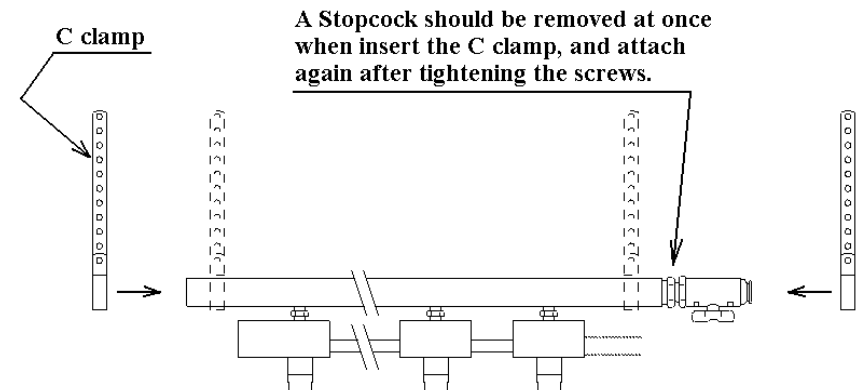 C clamp
A Stopcock should be removed at once
when insert the C clamp, and attach
again after tightening the screws.